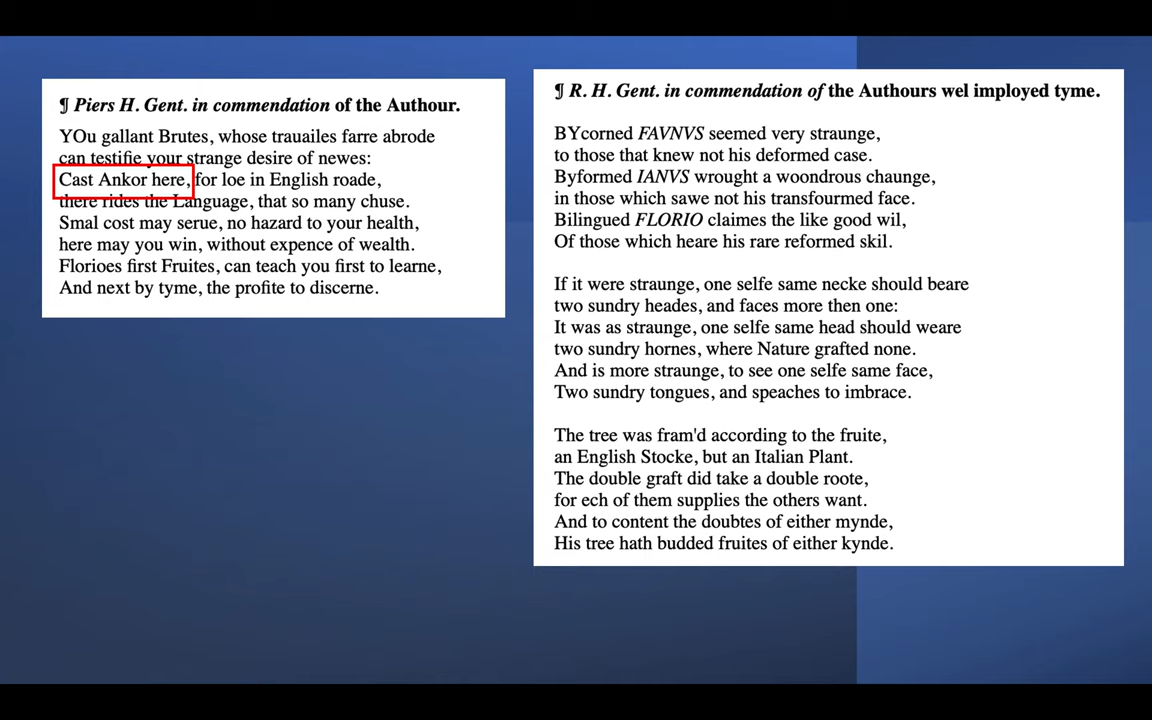 ¶ Piers H. Gent. in commendation of the Authour.
YOu gallant Brutes, whose trauailes farre abrode
can testifie your strange desire of newes:
Cast Ankor here, for loe in English roade,
there rides the Language, that so many chuse.
Smal cost may serue, no hazard to your health,
here may you win, without expence of wealth.
Florioes first Fruites, can teach you first to learne,
And next by tyme, the profite to discerne.
¶ R. H. Gent. in commendation of the Authours wel imployed tyme.
BYcorned FAVNVS seemed very straunge,
to those that knew not his deformed case.
Byformed IANVS wrought a woondrous chaunge,
in those which sawe not his transfourmed face.
Bilingued FLORIO claimes the like good wil,
Of those which heare his rare reformed skil.
If it were straunge, one selfe same necke should beare
two sundry heades, and faces more then one:
It was as straunge, one selfe same head should weare
two sundry hornes, where Nature grafted none.
And is more straunge, to see one selfe same face,
Two sundry tongues, and speaches to imbrace.
The tree was fram'd according to the fruite,
an English Stocke, but an Italian Plant.
The double graft did take a double roote,
for ech of them supplies the others want.
And to content the doubtes of either mynde,
His tree hath budded fruites of either kynde.